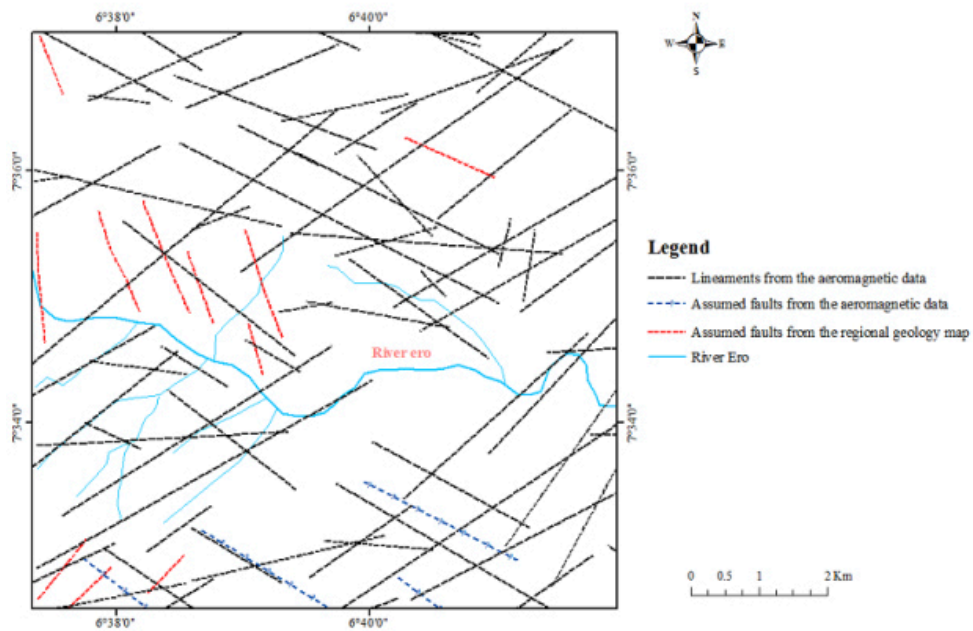 6°38'0" 6°40'0"
N
W E
S
7°36'0" 7°36'0"
Legend
Lineaments from the aeromagnetic data
Assumed faults from the aeromagnetic data
Assumed faults from the regional geology map
River Ero
River ero
7°34'0" 7°34'0"
0 0.5 1 2 Km
6°38'0" 6°40'0"